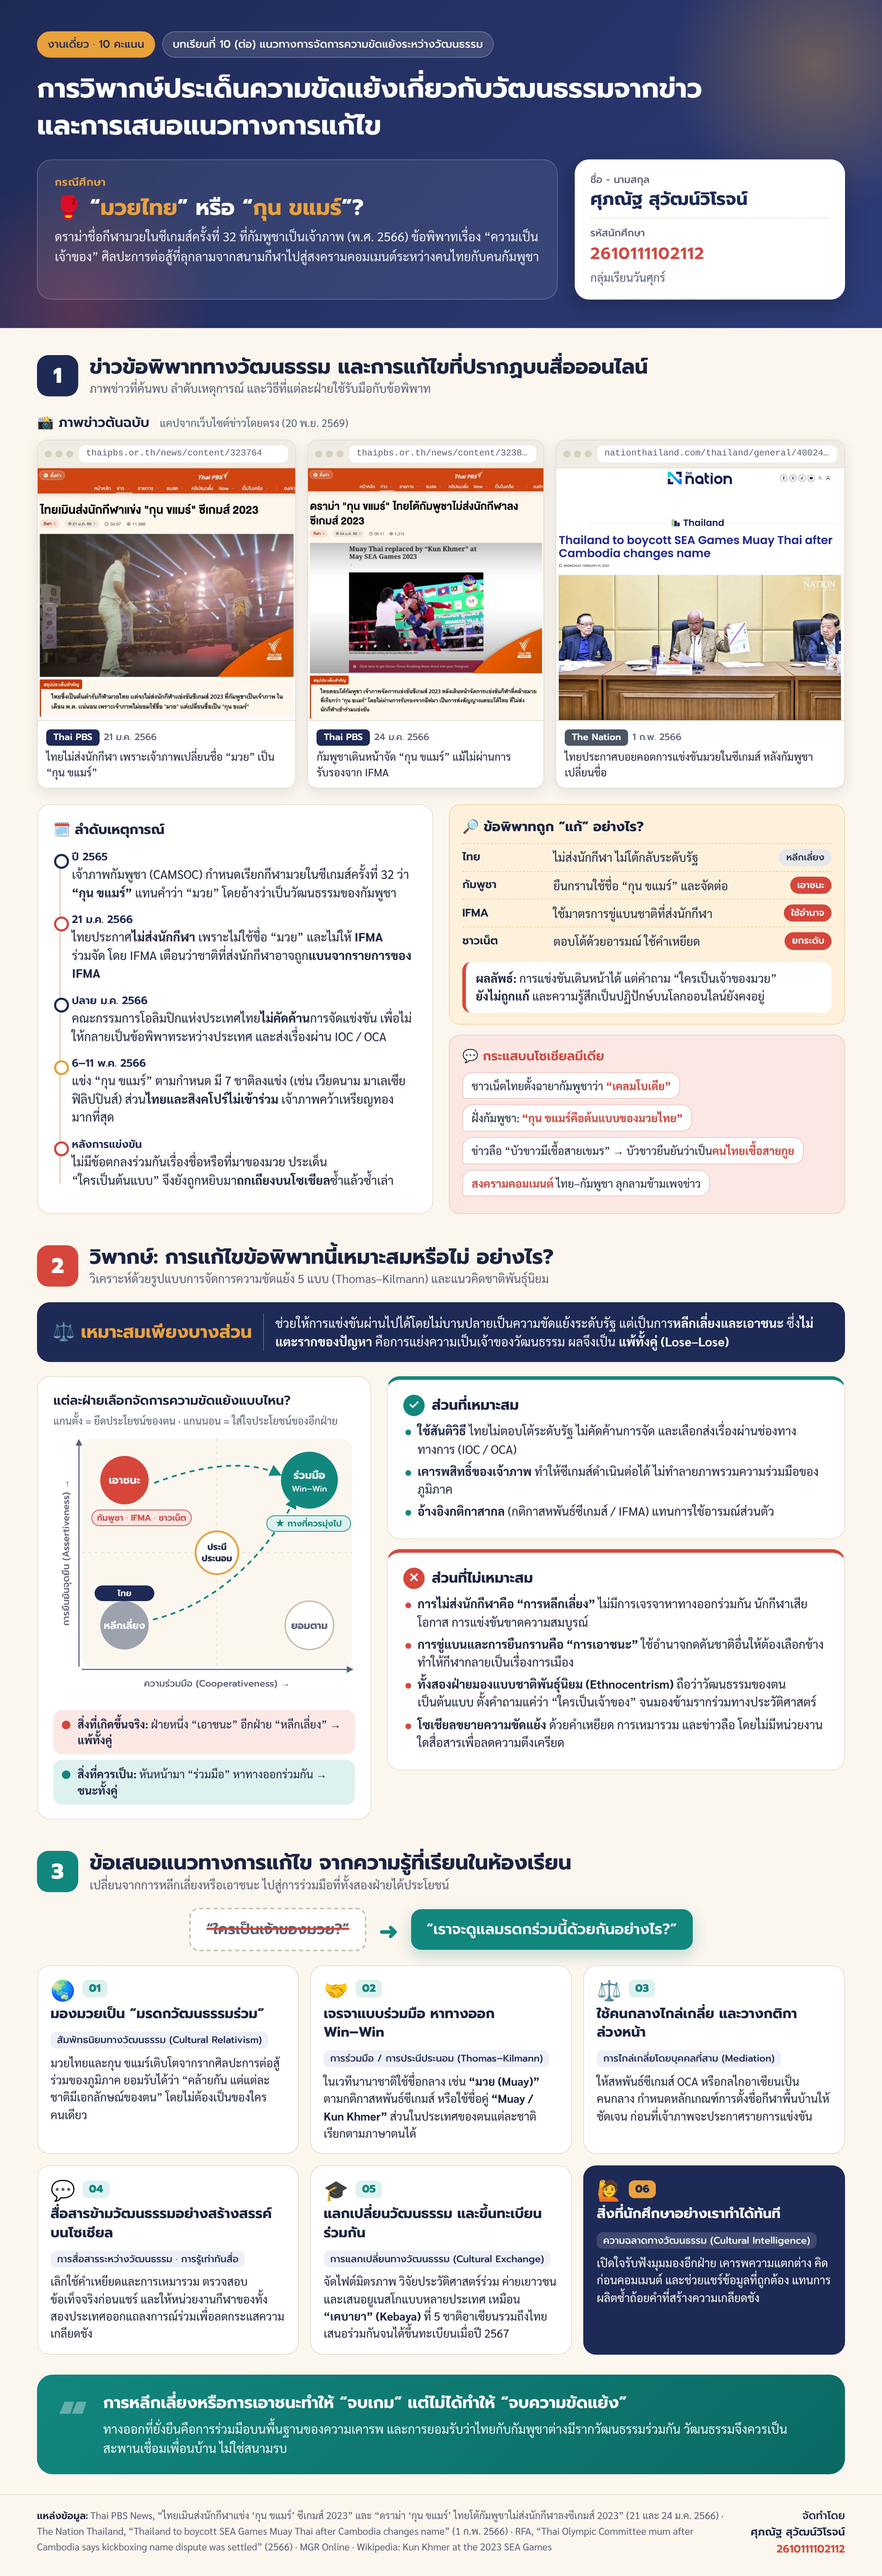 งานเดี่ยว · 10 คะแนน
บทเรียนที่ 10 (ต่อ) แนวทางการจัดการความขัดแย้งระหว่างวัฒนธรรม
การวิพากษ์ประเด็นความขัดแย้งเกี่ยวกับวัฒนธรรมจากข่าว
และการเสนอแนวทางการแก้ไข
กรณีศึกษา
🥊 “มวยไทย” หรือ “กุน ขแมร์”?
ดราม่าชื่อกีฬามวยในซีเกมส์ครั้งที่ 32 ที่กัมพูชาเป็นเจ้าภาพ (พ.ศ. 2566) ข้อพิพาทเรื่อง “ความเป็น
เจ้าของ” ศิลปะการต่อสู้ที่ลุกลามจากสนามกีฬาไปสู่สงครามคอมเมนต์ระหว่างคนไทยกับคนกัมพูชา
ชื่อ - นามสกุล
ศุภณัฐ สุวัฒน์วิโรจน์
รหัสนักศึกษา
2610111102112
กลุ่มเรียนวันศุกร์
1
ข่าวข้อพิพาททางวัฒนธรรม และการแก้ไขที่ปรากฏบนสื่อออนไลน์
ภาพข่าวที่ค้นพบ ลำดับเหตุการณ์ และวิธีที่แต่ละฝ่ายใช้รับมือกับข้อพิพาท
📸 ภาพข่าวต้นฉบับ แคปจากเว็บไซต์ข่าวโดยตรง (20 พ.ย. 2569)
thaipbs.or.th/news/content/323764
Thai PBS
ไทยเมินส่งนักกีฬาแข่ง "กุน ขแมร์" ซีเกมส์ 2023
สรุปประเด็นสำคัญ
Thai PBS 21 ม.ค. 2566
ไทยไม่ส่งนักกีฬา เพราะเจ้าภาพเปลี่ยนชื่อ “มวย” เป็น
“กุน ขแมร์”
thaipbs.or.th/news/content/3238…
Thai PBS
ดราม่า "กุน ขแมร์" ไทยโต้กัมพูชาไม่ส่งนักกีฬาลง
ซีเกมส์ 2023
Muay Thai replaced by “Kun Khmer” at
May SEA Games 2023
สรุปประเด็นสำคัญ
Thai PBS 24 ม.ค. 2566
กัมพูชาเดินหน้าจัด “กุน ขแมร์” แม้ไม่ผ่านการ
รับรองจาก IFMA
nationthailand.com/thailand/general/40024…
the nation
Thailand
Thailand to boycott SEA Games Muay Thai after
Cambodia changes name
NATION
The Nation 1 ก.พ. 2566
ไทยประกาศบอยคอตการแข่งขันมวยในซีเกมส์ หลังกัมพูชา
เปลี่ยนชื่อ
🗓️ ลำดับเหตุการณ์
ปี 2565
เจ้าภาพกัมพูชา (CAMSOC) กำหนดเรียกกีฬามวยในซีเกมส์ครั้งที่ 32 ว่า
“กุน ขแมร์” แทนคำว่า “มวย” โดยอ้างว่าเป็นวัฒนธรรมของกัมพูชา
21 ม.ค. 2566
ไทยประกาศไม่ส่งนักกีฬา เพราะไม่ใช้ชื่อ “มวย” และไม่ให้ IFMA
ร่วมจัด โดย IFMA เตือนว่าชาติที่ส่งนักกีฬาอาจถูกแบนจากรายการของ
IFMA
ปลาย ม.ค. 2566
คณะกรรมการโอลิมปิกแห่งประเทศไทยไม่คัดค้านการจัดแข่งขัน เพื่อไม่
ให้กลายเป็นข้อพิพาทระหว่างประเทศ และส่งเรื่องผ่าน IOC / OCA
6–11 พ.ค. 2566
แข่ง “กุน ขแมร์” ตามกำหนด มี 7 ชาติลงแข่ง (เช่น เวียดนาม มาเลเซีย
ฟิลิปปินส์) ส่วนไทยและสิงคโปร์ไม่เข้าร่วม เจ้าภาพคว้าเหรียญทอง
มากที่สุด
หลังการแข่งขัน
ไม่มีข้อตกลงร่วมกันเรื่องชื่อหรือที่มาของมวย ประเด็น
“ใครเป็นต้นแบบ” จึงยังถูกหยิบมาถกเถียงบนโซเชียลซ้ำแล้วซ้ำเล่า
🔎 ข้อพิพาทถูก “แก้” อย่างไร?
ไทย ไม่ส่งนักกีฬา ไม่โต้กลับระดับรัฐ หลีกเลี่ยง
กัมพูชา ยืนกรานใช้ชื่อ “กุน ขแมร์” และจัดต่อ เอาชนะ
IFMA ใช้มาตรการขู่แบนชาติที่ส่งนักกีฬา ใช้อำนาจ
ชาวเน็ต ตอบโต้ด้วยอารมณ์ ใช้คำเหยียด ยกระดับ
ผลลัพธ์: การแข่งขันเดินหน้าได้ แต่คำถาม “ใครเป็นเจ้าของมวย”
ยังไม่ถูกแก้ และความรู้สึกเป็นปฏิปักษ์บนโลกออนไลน์ยังคงอยู่
💬 กระแสบนโซเชียลมีเดีย
ชาวเน็ตไทยตั้งฉายากัมพูชาว่า “เคลมโบเดีย”
ฝั่งกัมพูชา: “กุน ขแมร์คือต้นแบบของมวยไทย”
ข่าวลือ “บัวขาวมีเชื้อสายเขมร” → บัวขาวยืนยันว่าเป็นคนไทยเชื้อสายกูย
สงครามคอมเมนต์ ไทย–กัมพูชา ลุกลามข้ามเพจข่าว
2
วิพากษ์: การแก้ไขข้อพิพาทนี้เหมาะสมหรือไม่ อย่างไร?
วิเคราะห์ด้วยรูปแบบการจัดการความขัดแย้ง 5 แบบ (Thomas–Kilmann) และแนวคิดชาติพันธุ์นิยม
⚖️ เหมาะสมเพียงบางส่วน
ช่วยให้การแข่งขันผ่านไปได้โดยไม่บานปลายเป็นความขัดแย้งระดับรัฐ แต่เป็นการหลีกเลี่ยงและเอาชนะ ซึ่งไม่
แตะรากของปัญหา คือการแย่งความเป็นเจ้าของวัฒนธรรม ผลจึงเป็น แพ้ทั้งคู่ (Lose–Lose)
แต่ละฝ่ายเลือกจัดการความขัดแย้งแบบไหน?
แกนตั้ง = ยึดประโยชน์ของตน · แกนนอน = ใส่ใจประโยชน์ของอีกฝ่าย
การยืนยันจุดยืน (Assertiveness) →
เอาชนะ
กัมพูชา · IFMA · ชาวเน็ต
ร่วมมือ
Win–Win
★ ทางที่ควรมุ่งไป
ประนี
ประนอม
ไทย
หลีกเลี่ยง
ยอมตาม
ความร่วมมือ (Cooperativeness) →
สิ่งที่เกิดขึ้นจริง: ฝ่ายหนึ่ง “เอาชนะ” อีกฝ่าย “หลีกเลี่ยง” →
แพ้ทั้งคู่
สิ่งที่ควรเป็น: หันหน้ามา “ร่วมมือ” หาทางออกร่วมกัน →
ชนะทั้งคู่
✓ ส่วนที่เหมาะสม
ใช้สันติวิธี ไทยไม่ตอบโต้ระดับรัฐ ไม่คัดค้านการจัด และเลือกส่งเรื่องผ่านช่องทาง
ทางการ (IOC / OCA)
เคารพสิทธิ์ของเจ้าภาพ ทำให้ซีเกมส์ดำเนินต่อได้ ไม่ทำลายภาพรวมความร่วมมือของ
ภูมิภาค
อ้างอิงกติกาสากล (กติกาสหพันธ์ซีเกมส์ / IFMA) แทนการใช้อารมณ์ส่วนตัว
✕ ส่วนที่ไม่เหมาะสม
การไม่ส่งนักกีฬาคือ “การหลีกเลี่ยง” ไม่มีการเจรจาหาทางออกร่วมกัน นักกีฬาเสีย
โอกาส การแข่งขันขาดความสมบูรณ์
การขู่แบนและการยืนกรานคือ “การเอาชนะ” ใช้อำนาจกดดันชาติอื่นให้ต้องเลือกข้าง
ทำให้กีฬากลายเป็นเรื่องการเมือง
ทั้งสองฝ่ายมองแบบชาติพันธุ์นิยม (Ethnocentrism) ถือว่าวัฒนธรรมของตน
เป็นต้นแบบ ตั้งคำถามแค่ว่า “ใครเป็นเจ้าของ” จนมองข้ามรากร่วมทางประวัติศาสตร์
โซเชียลขยายความขัดแย้ง ด้วยคำเหยียด การเหมารวม และข่าวลือ โดยไม่มีหน่วยงาน
ใดสื่อสารเพื่อลดความตึงเครียด
3
ข้อเสนอแนวทางการแก้ไข จากความรู้ที่เรียนในห้องเรียน
เปลี่ยนจากการหลีกเลี่ยงหรือเอาชนะ ไปสู่การร่วมมือที่ทั้งสองฝ่ายได้ประโยชน์
“ใครเป็นเจ้าของมวย?” ➜ “เราจะดูแลมรดกร่วมนี้ด้วยกันอย่างไร?”
🌏 01
มองมวยเป็น “มรดกวัฒนธรรมร่วม”
สัมพัทธนิยมทางวัฒนธรรม (Cultural Relativism)
มวยไทยและกุน ขแมร์เติบโตจากรากศิลปะการต่อสู้
ร่วมของภูมิภาค ยอมรับได้ว่า “คล้ายกัน แต่แต่ละ
ชาติมีเอกลักษณ์ของตน” โดยไม่ต้องเป็นของใคร
คนเดียว
🤝 02
เจรจาแบบร่วมมือ หาทางออก
Win–Win
การร่วมมือ / การประนีประนอม (Thomas–Kilmann)
ในเวทีนานาชาติใช้ชื่อกลาง เช่น “มวย (Muay)”
ตามกติกาสหพันธ์ซีเกมส์ หรือใช้ชื่อคู่ “Muay /
Kun Khmer” ส่วนในประเทศของตนแต่ละชาติ
เรียกตามภาษาตนได้
⚖️ 03
ใช้คนกลางไกล่เกลี่ย และวางกติกา
ล่วงหน้า
การไกล่เกลี่ยโดยบุคคลที่สาม (Mediation)
ให้สหพันธ์ซีเกมส์ OCA หรือกลไกอาเซียนเป็น
คนกลาง กำหนดหลักเกณฑ์การตั้งชื่อกีฬาพื้นบ้านให้
ชัดเจน ก่อนที่เจ้าภาพจะประกาศรายการแข่งขัน
💬 04
สื่อสารข้ามวัฒนธรรมอย่างสร้างสรรค์
บนโซเชียล
การสื่อสารระหว่างวัฒนธรรม · การรู้เท่าทันสื่อ
เลิกใช้คำเหยียดและการเหมารวม ตรวจสอบ
ข้อเท็จจริงก่อนแชร์ และให้หน่วยงานกีฬาของทั้ง
สองประเทศออกแถลงการณ์ร่วมเพื่อลดกระแสความ
เกลียดชัง
🎓 05
แลกเปลี่ยนวัฒนธรรม และขึ้นทะเบียน
ร่วมกัน
การแลกเปลี่ยนทางวัฒนธรรม (Cultural Exchange)
จัดไฟต์มิตรภาพ วิจัยประวัติศาสตร์ร่วม ค่ายเยาวชน
และเสนอยูเนสโกแบบหลายประเทศ เหมือน
“เคบายา” (Kebaya) ที่ 5 ชาติอาเซียนรวมถึงไทย
เสนอร่วมกันจนได้ขึ้นทะเบียนเมื่อปี 2567
🙋 06
สิ่งที่นักศึกษาอย่างเราทำได้ทันที
ความฉลาดทางวัฒนธรรม (Cultural Intelligence)
เปิดใจรับฟังมุมมองอีกฝ่าย เคารพความแตกต่าง คิด
ก่อนคอมเมนต์ และช่วยแชร์ข้อมูลที่ถูกต้อง แทนการ
ผลิตซ้ำถ้อยคำที่สร้างความเกลียดชัง
การหลีกเลี่ยงหรือการเอาชนะทำให้ “จบเกม” แต่ไม่ได้ทำให้ “จบความขัดแย้ง”
ทางออกที่ยั่งยืนคือการร่วมมือบนพื้นฐานของความเคารพ และการยอมรับว่าไทยกับกัมพูชาต่างมีรากวัฒนธรรมร่วมกัน วัฒนธรรมจึงควรเป็น
สะพานเชื่อมเพื่อนบ้าน ไม่ใช่สนามรบ
แหล่งข้อมูล: Thai PBS News, “ไทยเมินส่งนักกีฬาแข่ง ‘กุน ขแมร์’ ซีเกมส์ 2023” และ “ดราม่า ‘กุน ขแมร์’ ไทยโต้กัมพูชาไม่ส่งนักกีฬาลงซีเกมส์ 2023” (21 และ 24 ม.ค. 2566) ·
The Nation Thailand, “Thailand to boycott SEA Games Muay Thai after Cambodia changes name” (1 ก.พ. 2566) · RFA, “Thai Olympic Committee mum after
Cambodia says kickboxing name dispute was settled” (2566) · MGR Online · Wikipedia: Kun Khmer at the 2023 SEA Games
จัดทำโดย
ศุภณัฐ สุวัฒน์วิโรจน์
2610111102112